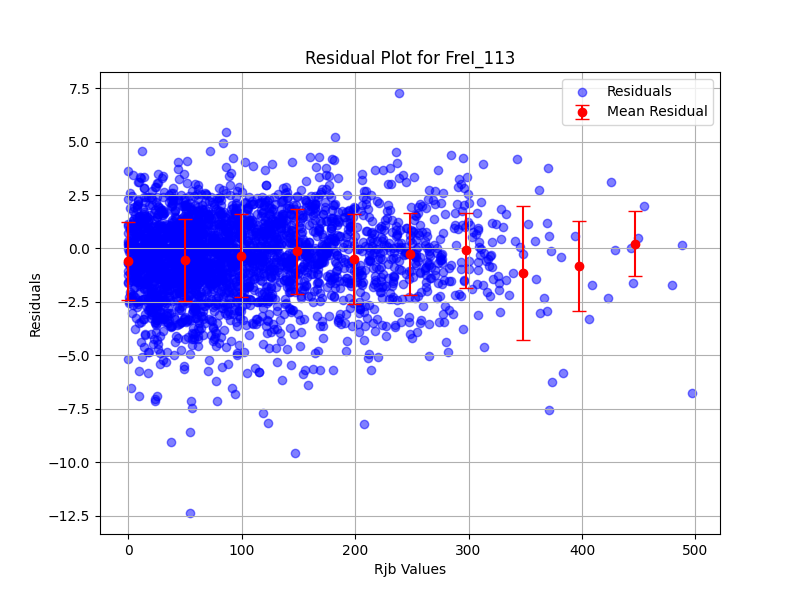 Residual Plot for FreI_113
Residuals
Mean Residual
7.5
5.0
2.5
0.0
−2.5
−5.0
−7.5
−10.0
−12.5
Residuals
0 100 200 300 400 500
Rjb Values